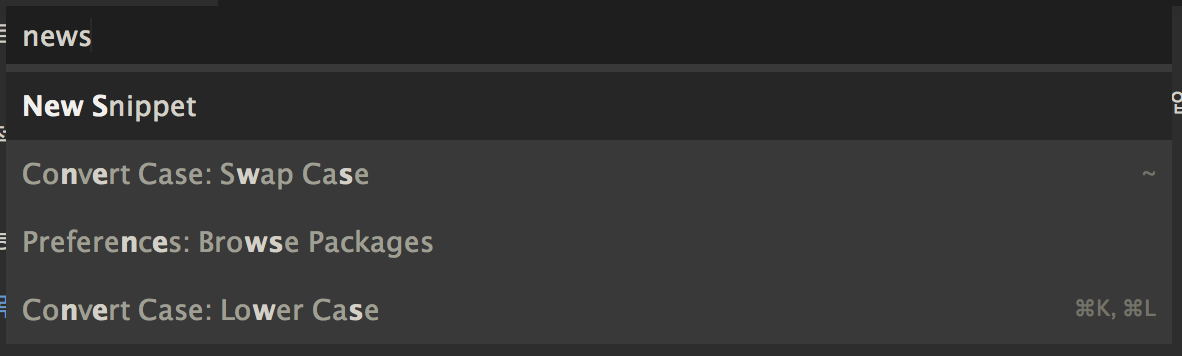 news
New Snippet
Convert Case: Swap Case ~
Preferences: Browse Packages
Convert Case: Lower Case ⌘K, ⌘L